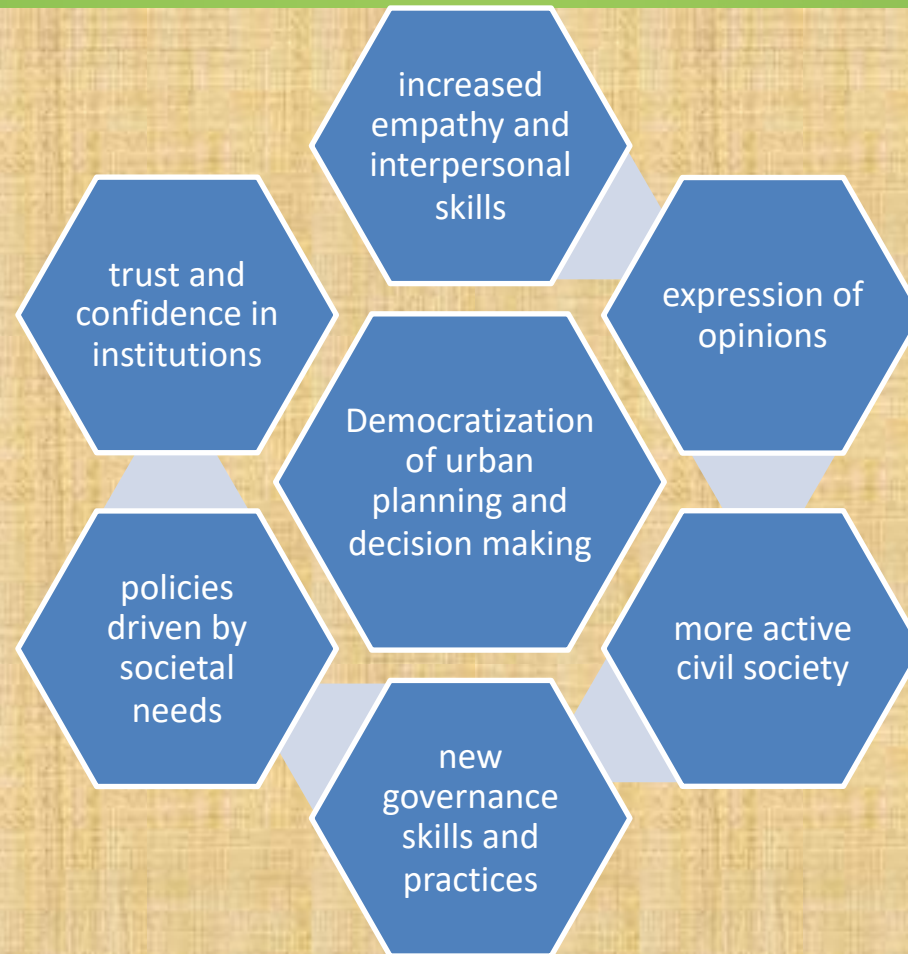 increased
empathy and
interpersonal
skills
expression of
opinions
more active
civil society
new
governance
skills and
practices
policies
driven by
societal
needs
trust and
confidence in
institutions
Democratization
of urban
planning and
decision making